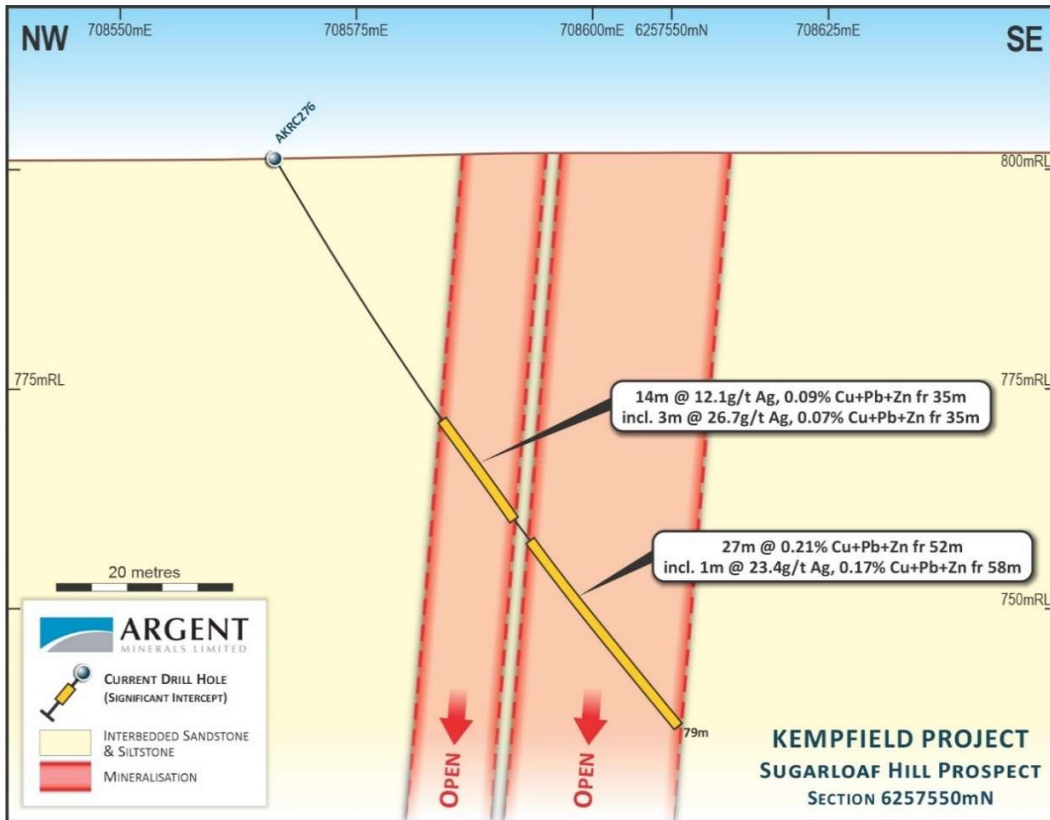 NW
708550mE
708575mE
708600mE
6257550mN
708625mE
SE
AKRC276
800mRL
775mRL
775mRL
14m @ 12.1g/t Ag, 0.09% Cu+Pb+Zn fr 35m
incl. 3m @ 26.7g/t Ag, 0.07% Cu+Pb+Zn fr 35m
27m @ 0.21% Cu+Pb+Zn fr 52m
incl. 1m @ 23.4g/t Ag, 0.17% Cu+Pb+Zn fr 58m
750mRL
20 metres
ARGENT
MINERALS LIMITED
CURRENT DRILL HOLE
(SIGNIFICANT INTERCEPT)
INTERBEDDED SANDSTONE
& SILTSTONE
MINERALISATION
OPEN
OPEN
79m
KEMPFIELD PROJECT
SUGARLOAF HILL PROSPECT
SECTION 6257550mN